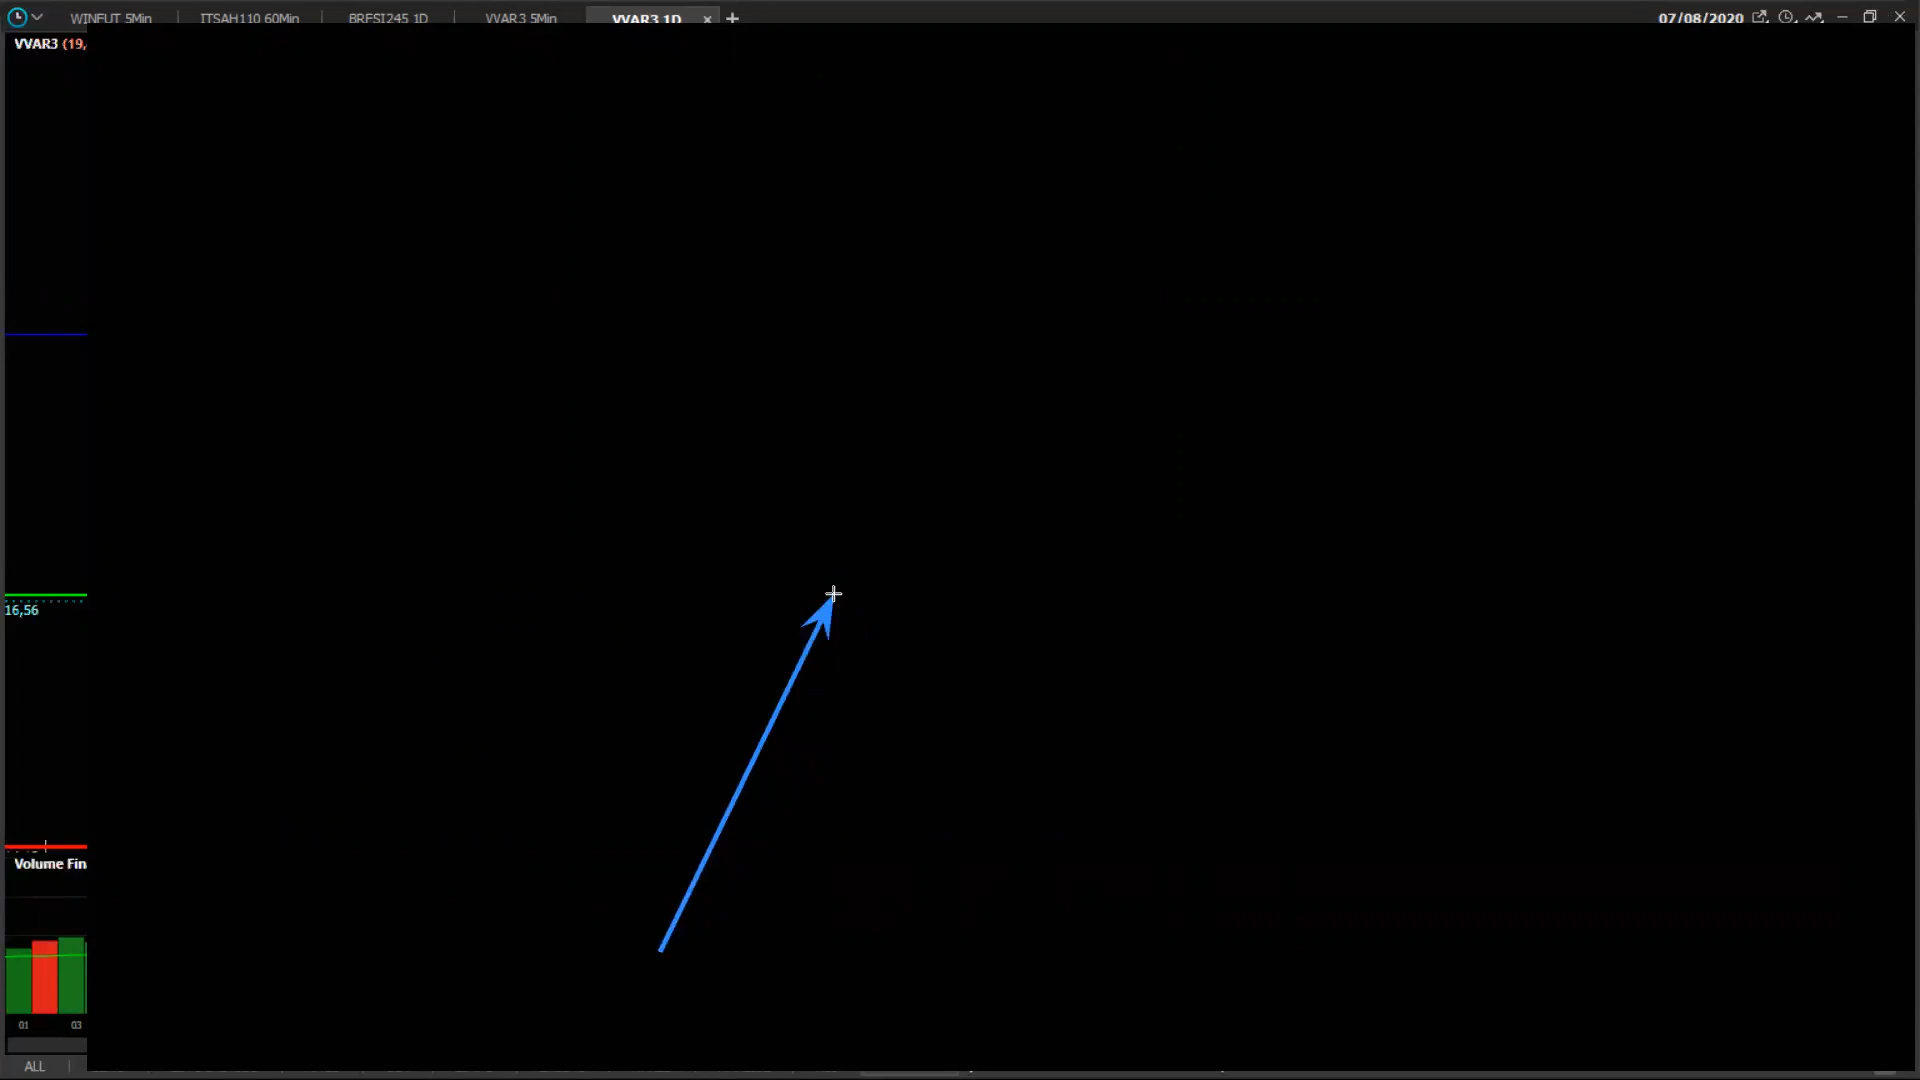 WINFUT 5Min ITSAH110 60Min BRESI245 1D VVAR3 5Min VVAR3 1D 07/08/2020
VVAR3 (19,
16,56
Volume Fin
01 03
ALL